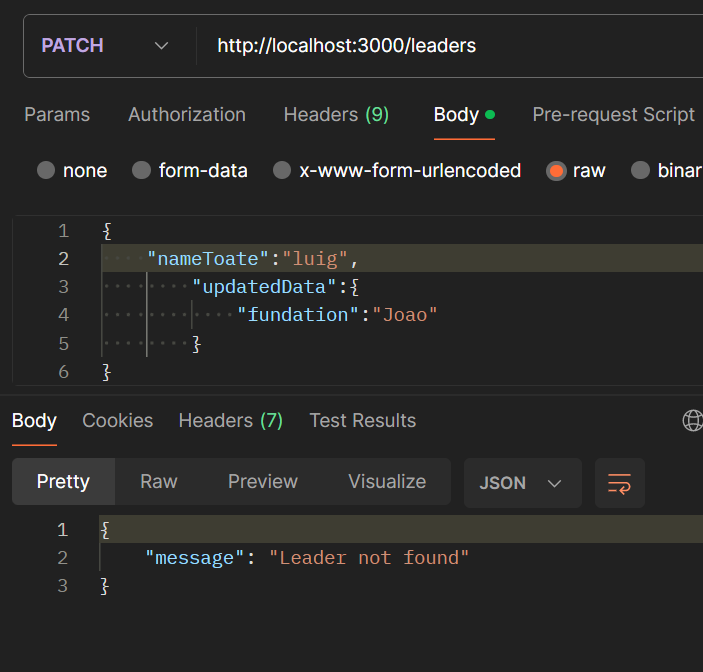 PATCH http://localhost:3000/leaders
Params Authorization Headers (9) Body Pre-request Script
none form-data x-www-form-urlencoded raw binar
1 {
2 "nameToate":"luig",
3 "updatedData":{
4 "fundation":"Joao"
5 }
6 }
Body Cookies Headers (7) Test Results
Pretty Raw Preview Visualize JSON
1 {
2 "message": "Leader not found"
3 }